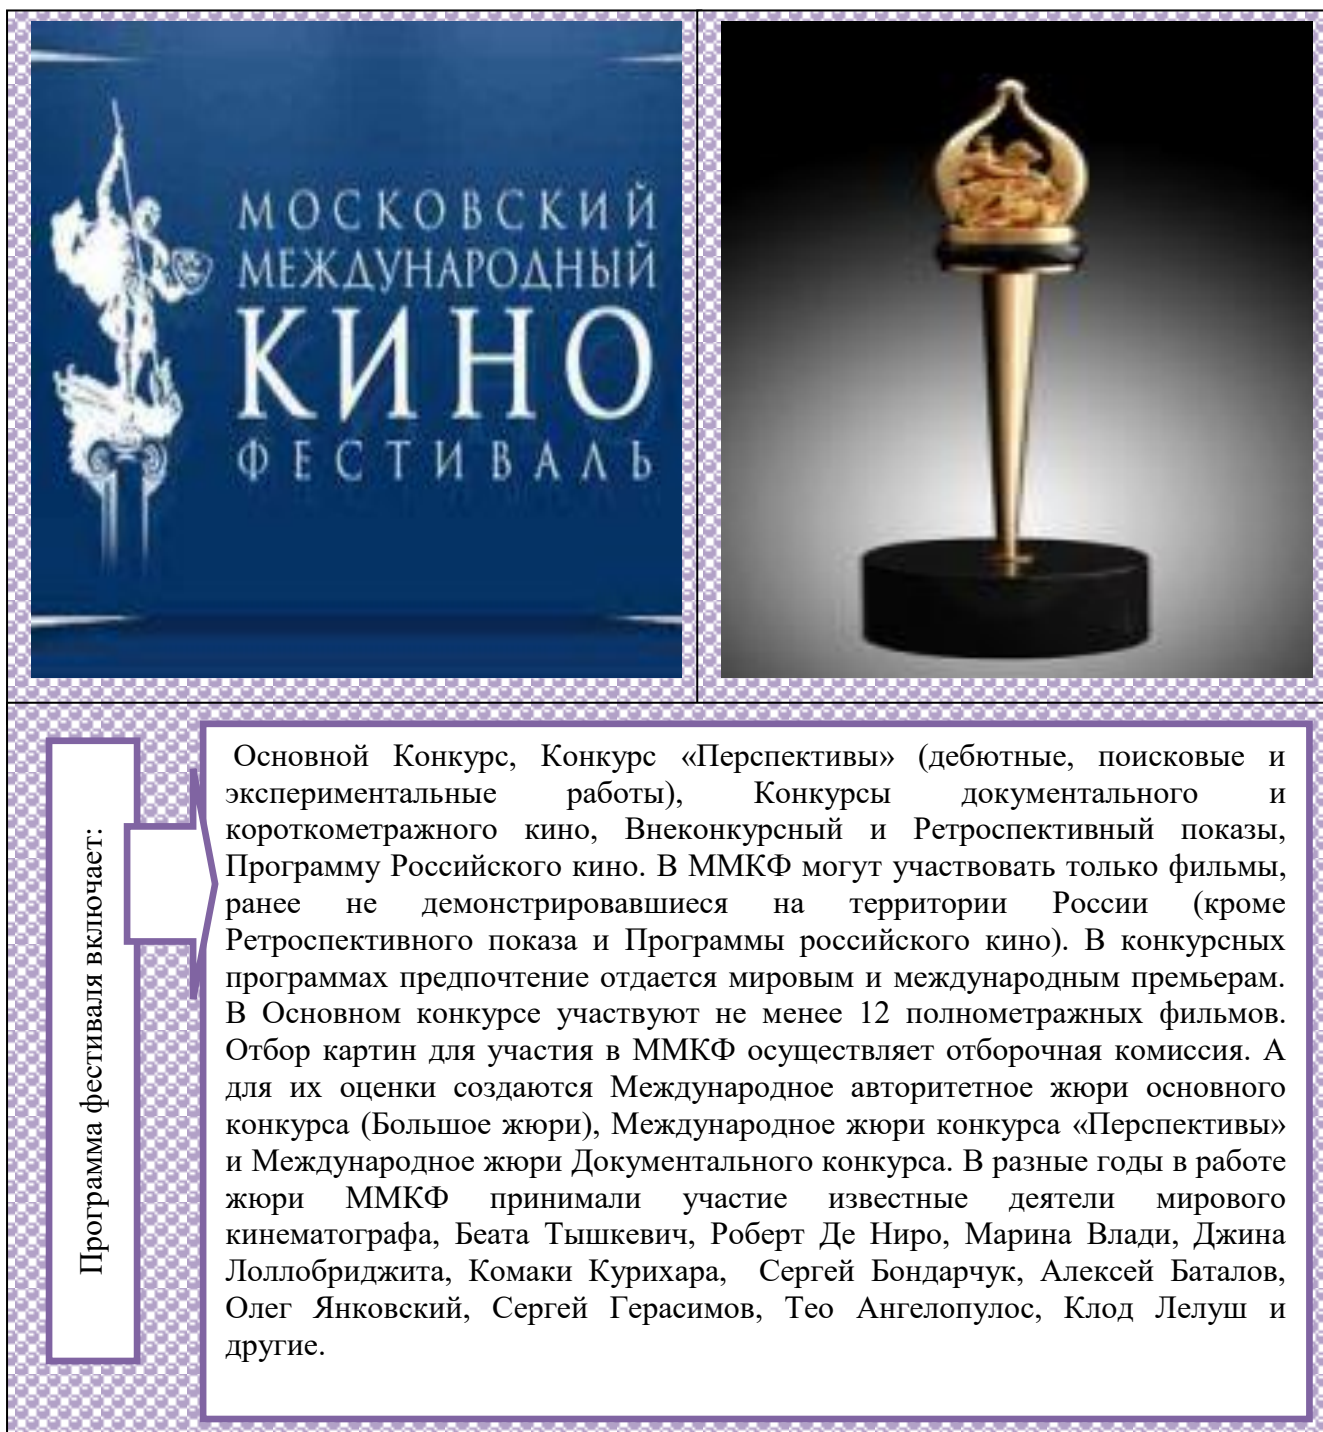 МОСКОВСКИЙ
МЕЖДУНАРОДНЫЙ
КИНО
ФЕСТИВАЛЬ
Программа фестиваля включает:
Основной Конкурс, Конкурс «Перспективы» (дебютные, поисковые и
экспериментальные работы), Конкурсы документального и
короткометражного кино, Внеконкурсный и Ретроспективный показы,
Программу Российского кино. В ММКФ могут участвовать только фильмы,
ранее не демонстрировавшиеся на территории России (кроме
Ретроспективного показа и Программы российского кино). В конкурсных
программах предпочтение отдается мировым и международным премьерам.
В Основном конкурсе участвуют не менее 12 полнометражных фильмов.
Отбор картин для участия в ММКФ осуществляет отборочная комиссия. А
для их оценки создаются Международное авторитетное жюри основного
конкурса (Большое жюри), Международное жюри конкурса «Перспективы»
и Международное жюри Документального конкурса. В разные годы в работе
жюри ММКФ принимали участие известные деятели мирового
кинематографа, Беата Тышкевич, Роберт Де Ниро, Марина Влади, Джина
Лоллобриджита, Комаки Курихара, Сергей Бондарчук, Алексей Баталов,
Олег Янковский, Сергей Герасимов, Тео Ангелопулос, Клод Лелуш и
другие.